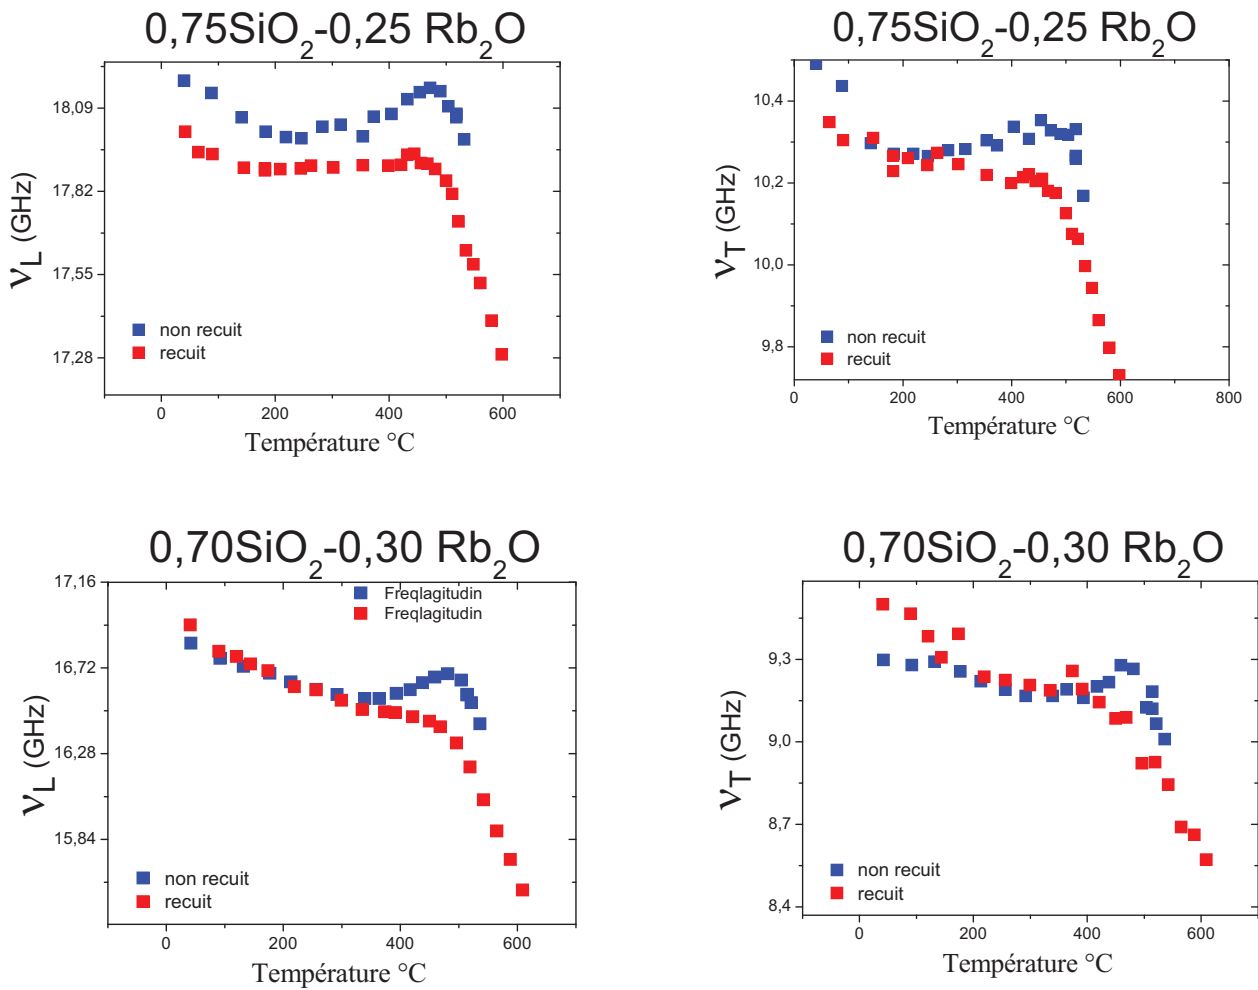 0,75SiO2-0,25 Rb2O
18,09
17,82
17,55
17,28
νL (GHz)
non recuit
recuit
0 200 400 600
Température °C
0,75SiO2-0,25 Rb2O
10,4
10,2
10,0
9,8
νT (GHz)
non recuit
recuit
0 200 400 600 800
Température °C
0,70SiO2-0,30 Rb2O
17,16
16,72
16,28
15,84
νL (GHz)
Freqlagitudin
Freqlagitudin
non recuit
recuit
0 200 400 600
Température °C
0,70SiO2-0,30 Rb2O
9,3
9,0
8,7
8,4
νT (GHz)
non recuit
recuit
0 200 400 600
Température °C